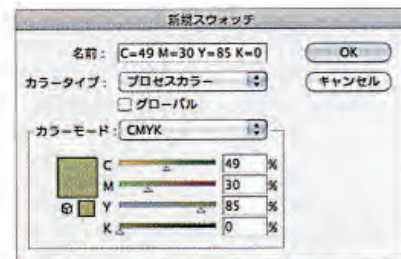 新規スウォッチ
名前： C=49 M=30 Y=85 K=0 OK
カラータイプ： プロセスカラー キャンセル
グローバル
カラーモード： CMYK
C 49 %
M 30 %
Y 85 %
K 0 %